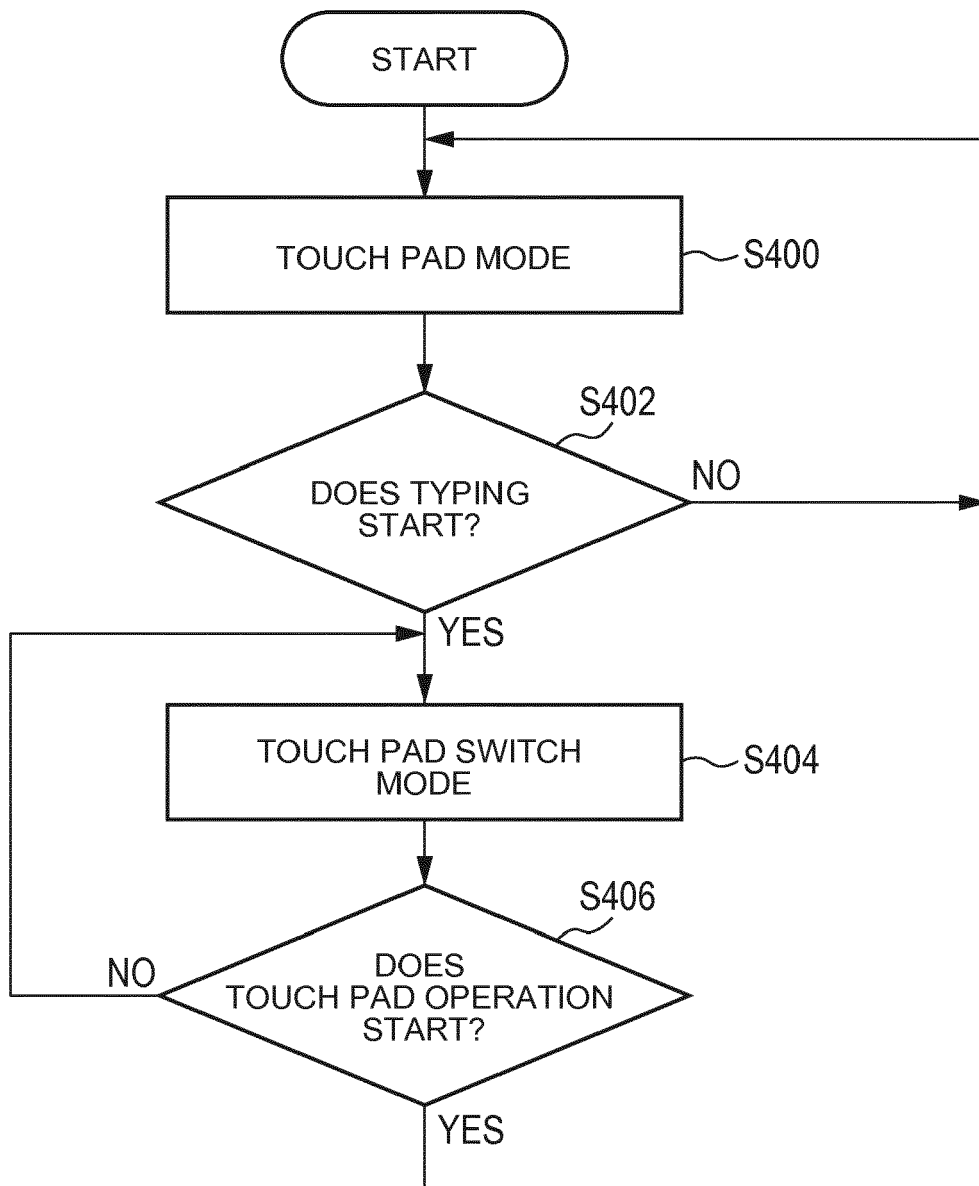 START
TOUCH PAD MODE
S400
S402
DOES TYPING
START?
NO
YES
TOUCH PAD SWITCH
MODE
S404
S406
DOES
TOUCH PAD OPERATION
START?
NO
YES